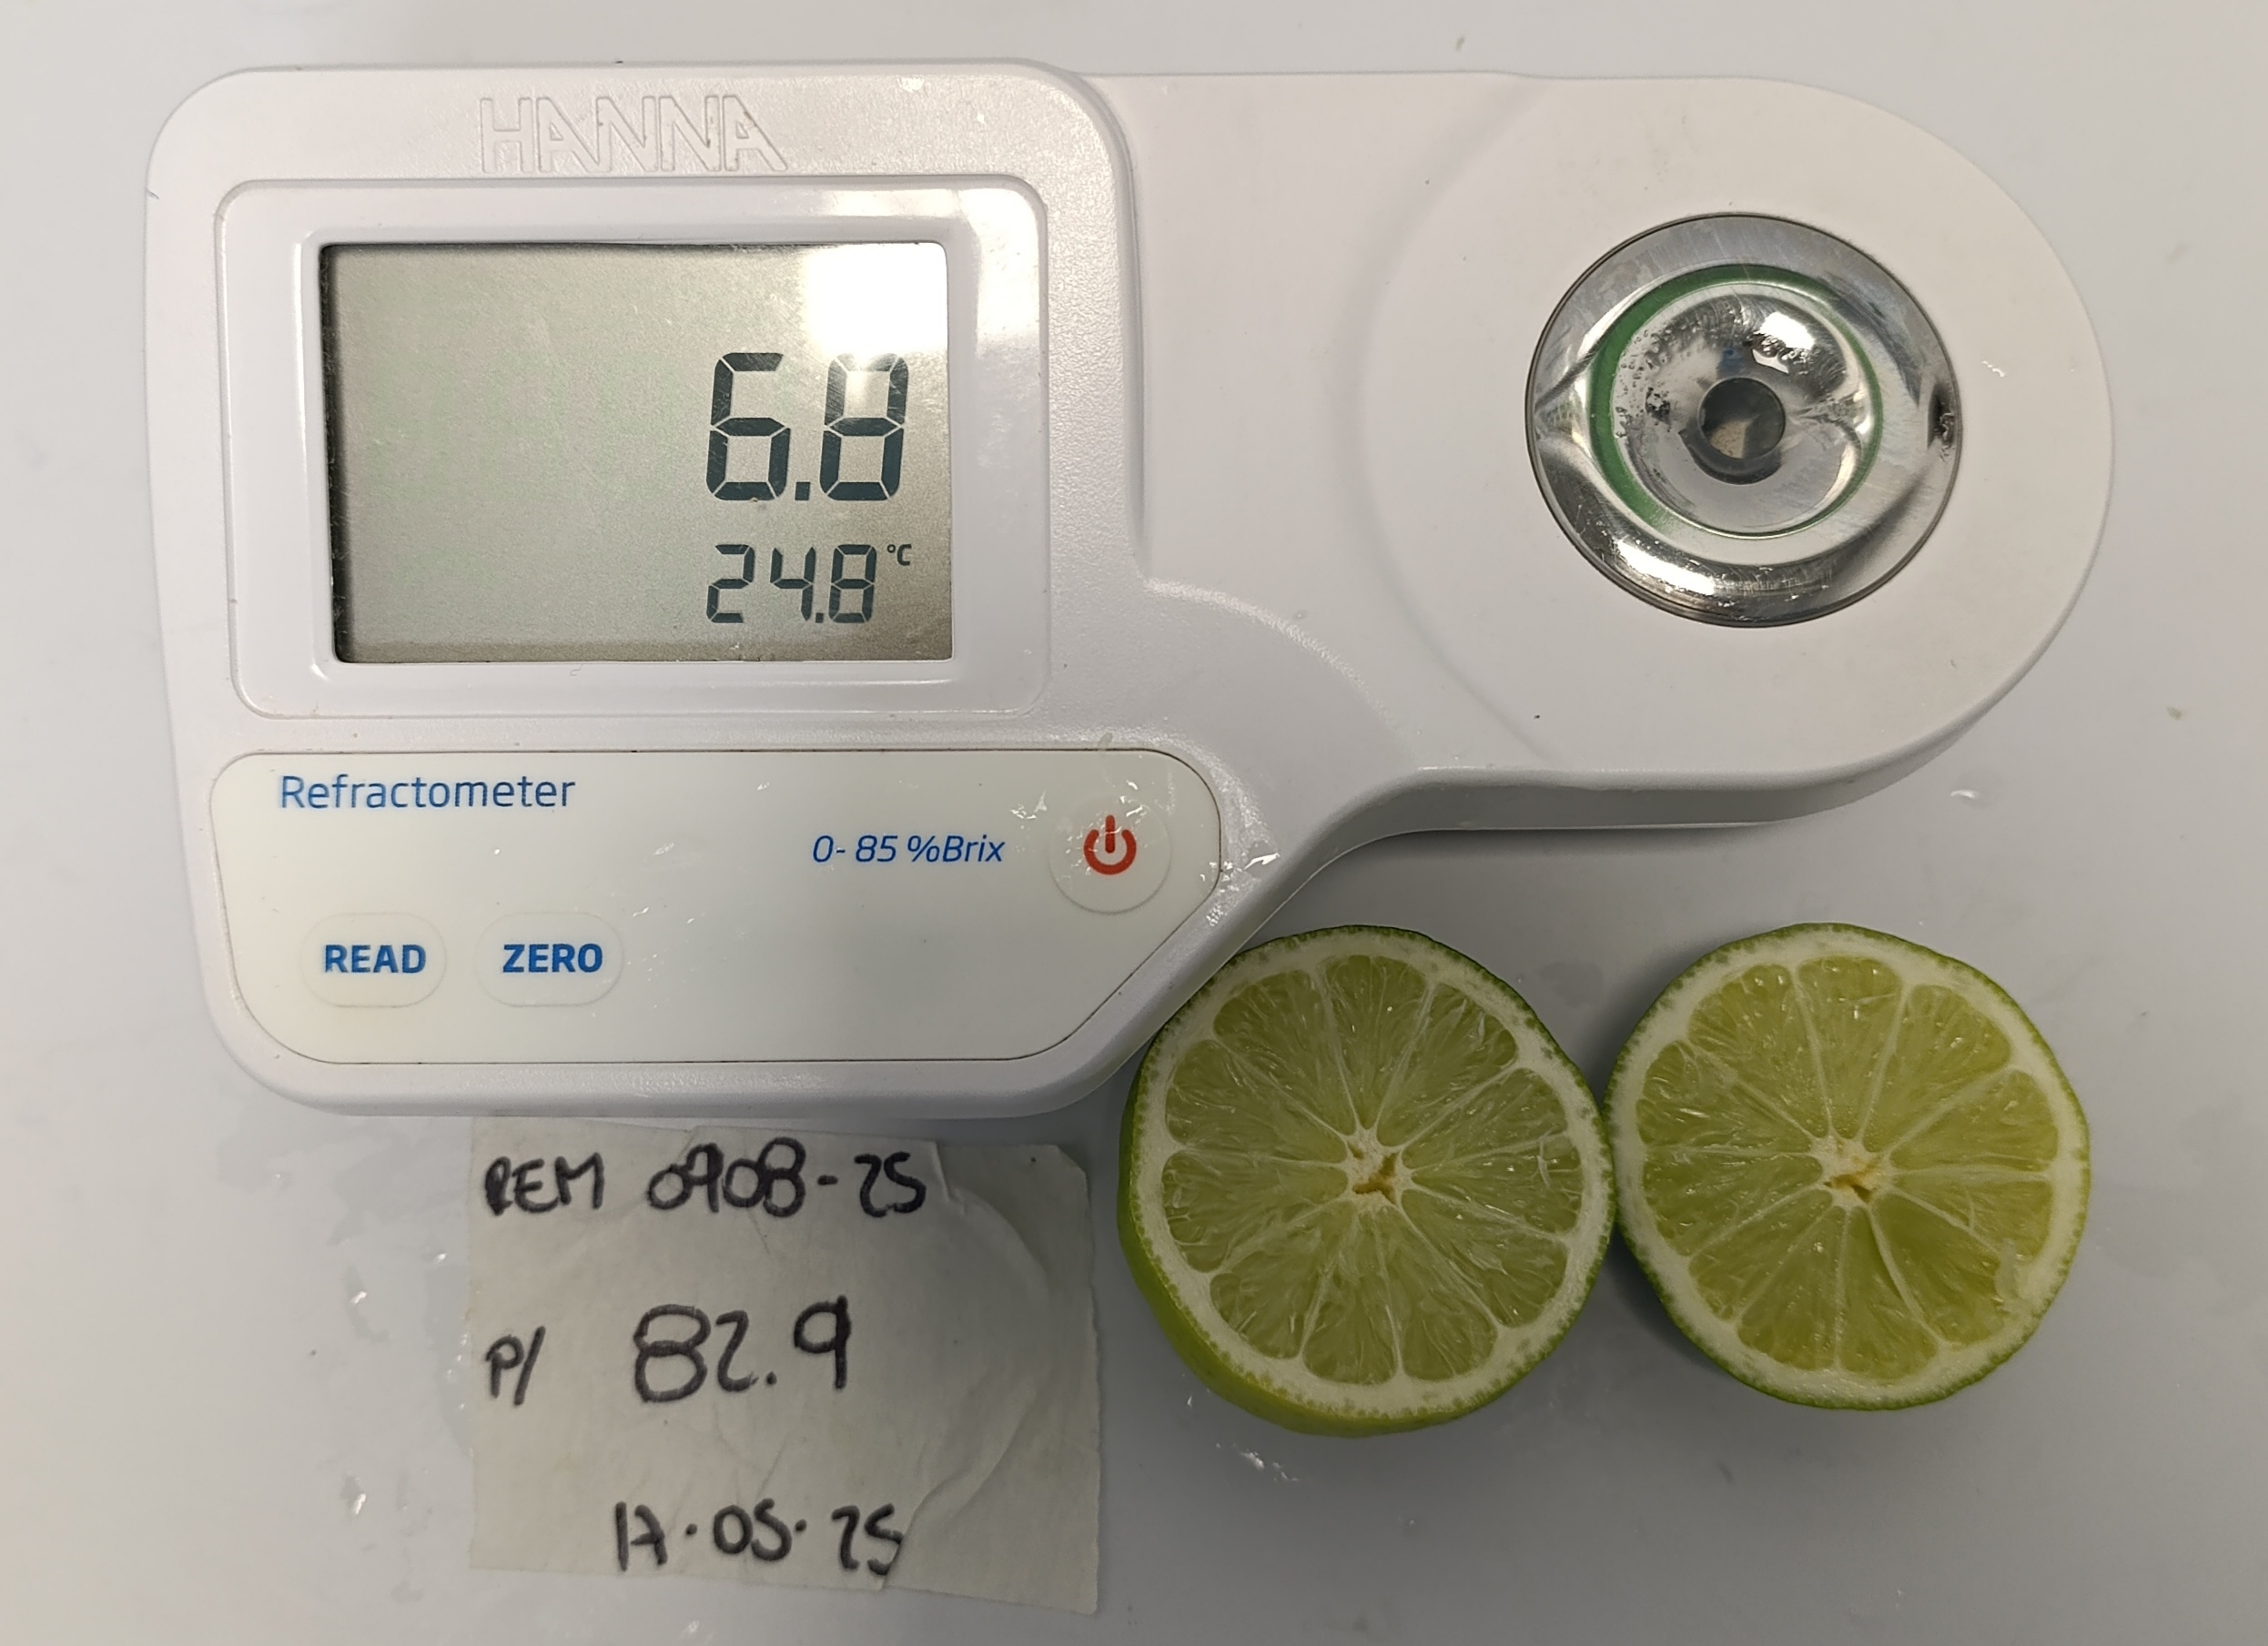 HANNA
6.8
24.8 °C
Refractometer
0-85 %Brix
READ ZERO
REM 0908-25
P/ 82.9
17.05.25